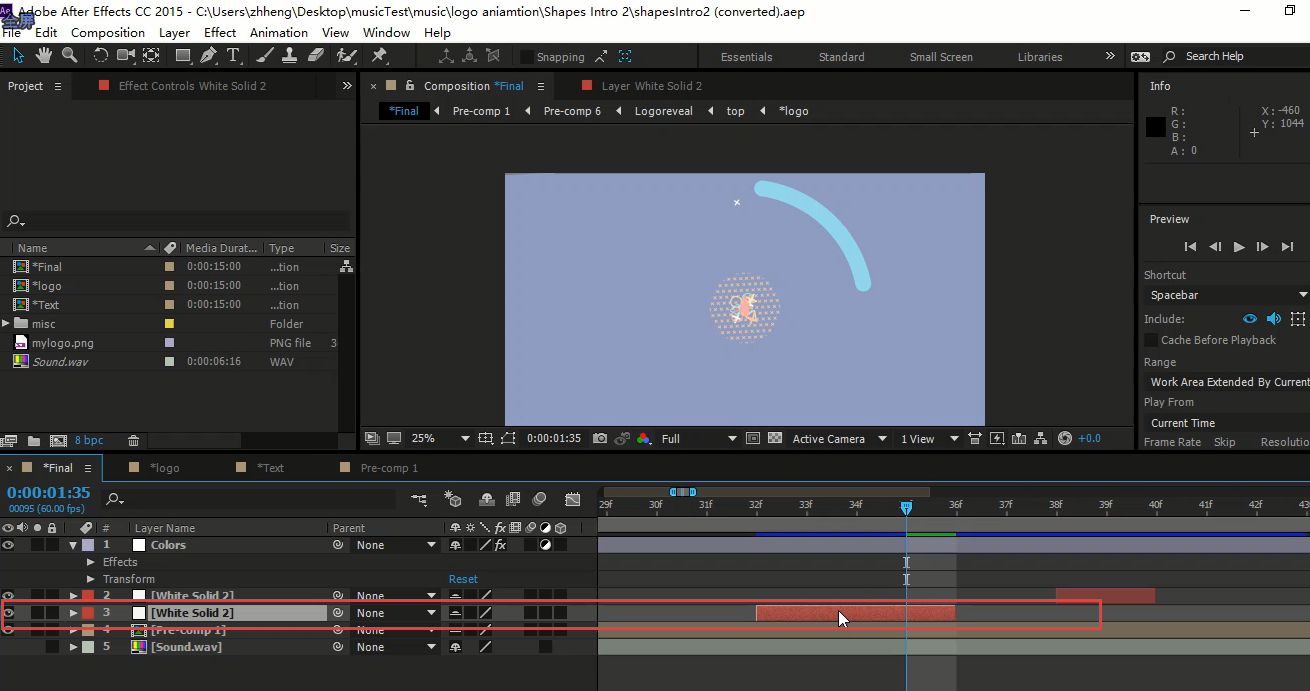 Ae Adobe After Effects CC 2015 - C:\Users\zhheng\Desktop\musicTest\music\logo aniamtion\Shapes Intro 2\shapesIntro2 (converted).aep
全屏
File Edit Composition Layer Effect Animation View Window Help
Snapping Essentials Standard Small Screen Libraries Search Help
Project Effect Controls White Solid 2 Composition *Final Layer White Solid 2 Info
*Final Pre-comp 1 Pre-comp 6 Logoreveal top *logo
R : X : -460
G : Y : 1044
B :
A : 0
Preview
Name Media Durat... Type Size
*Final 0:00:15:00 ...tion
*logo 0:00:15:00 ...tion
*Text 0:00:15:00 ...tion
misc Folder
mylogo.png PNG file 3
Sound.wav 0:00:06:16 WAV
Shortcut
Spacebar
Include:
Cache Before Playback
Range
Work Area Extended By Current
Play From
Current Time
Frame Rate Skip Resolutio
8 bpc 25% 0:00:01:35 Full Active Camera 1 View +0.0
*Final *logo *Text Pre-comp 1
0:00:01:35
00095 (60.00 fps)
29f 30f 31f 32f 33f 34f 35f 36f 37f 38f 39f 40f 41f 42f 43
# Layer Name Parent fx
1 Colors None fx
Effects
Transform Reset
2 [White Solid 2] None
3 [White Solid 2] None
4 [Pre-comp 1] None
5 [Sound.wav] None